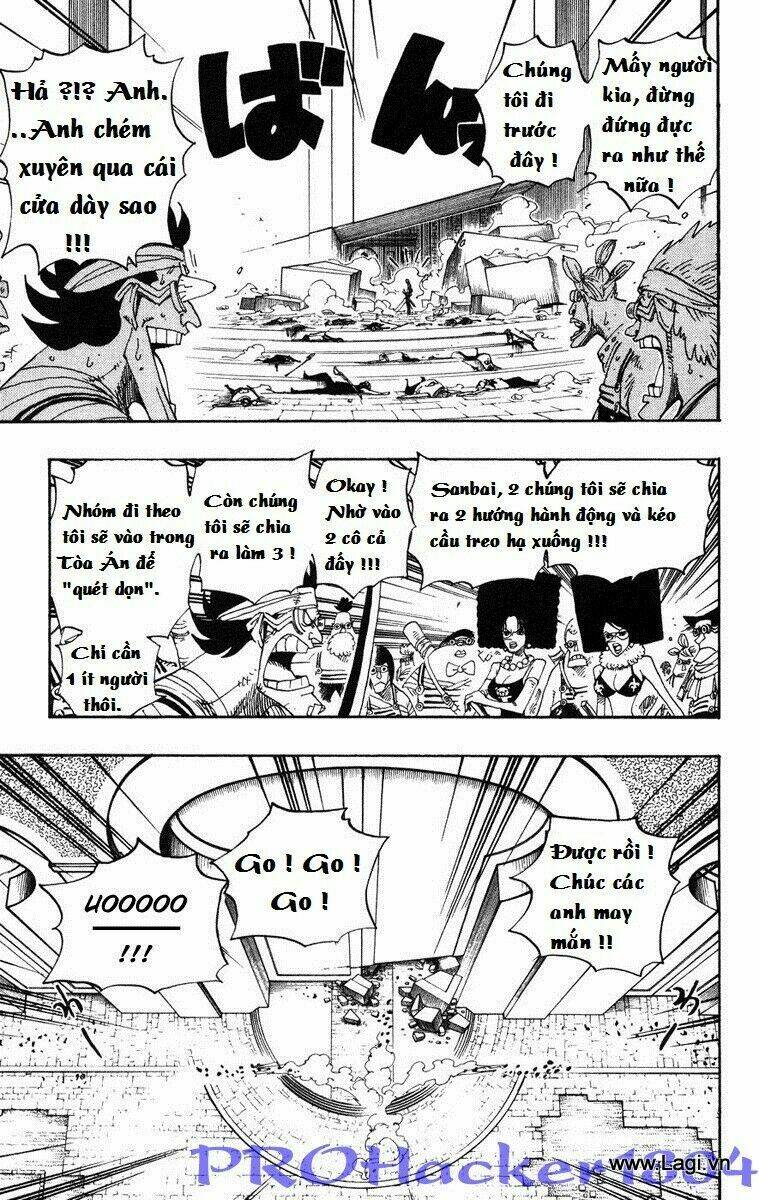 Mấy người
kia, đừng
đứng đực
ra như thế
nữa !
Chúng
tôi đi
trước
đây !
ばんっ
Hả ?!? Anh.
..Anh chém
xuyên qua cái
cửa dày sao
!!!
Sanbai, 2 chúng tôi sẽ chia
ra 2 hướng hành động và kéo
cầu treo hạ xuống !!!
Okay !
Nhờ vào
2 cô cả
đấy !!!
Còn chúng
tôi sẽ chia
ra làm 3 !
Nhóm đi theo
tôi sẽ vào trong
Tòa Án để
"quét dọn".
Chỉ cần
1 ít người
thôi.
Được rồi !
Chúc các
anh may
mắn !!
Go ! Go !
Go !
UOOOOO
!!!
PROHacker1804
www.Lagi.vn